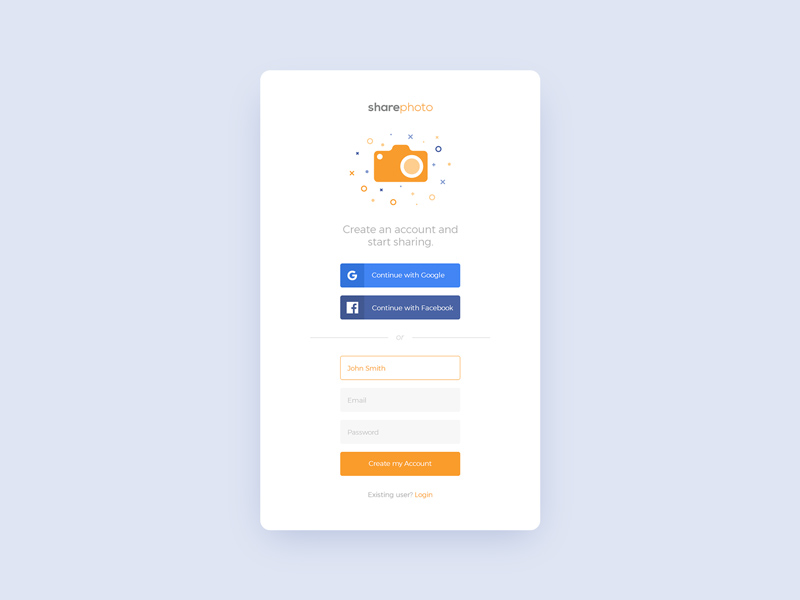 sharephoto
Create an account and
start sharing.
G Continue with Google
f Continue with Facebook
or
John Smith
Email
Password
Create my Account
Existing user? Login